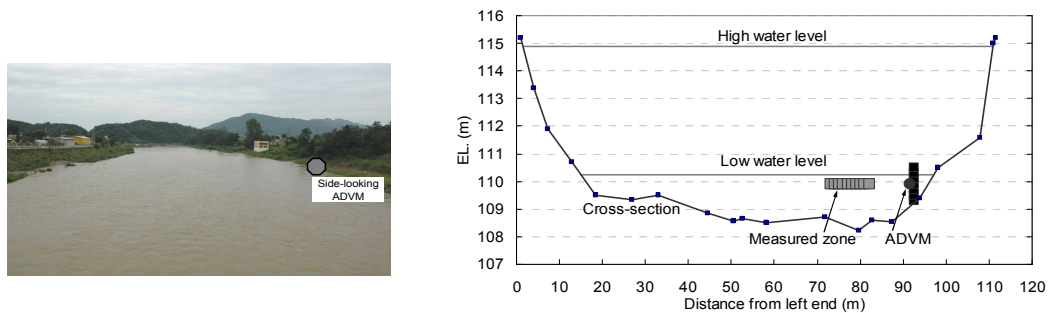 Side-looking
ADVM
116
115
114
113
112
111
110
109
108
107
EL. (m)
High water level
Low water level
Cross-section
Measured zone
ADVM
0 10 20 30 40 50 60 70 80 90 100 110 120
Distance from left end (m)